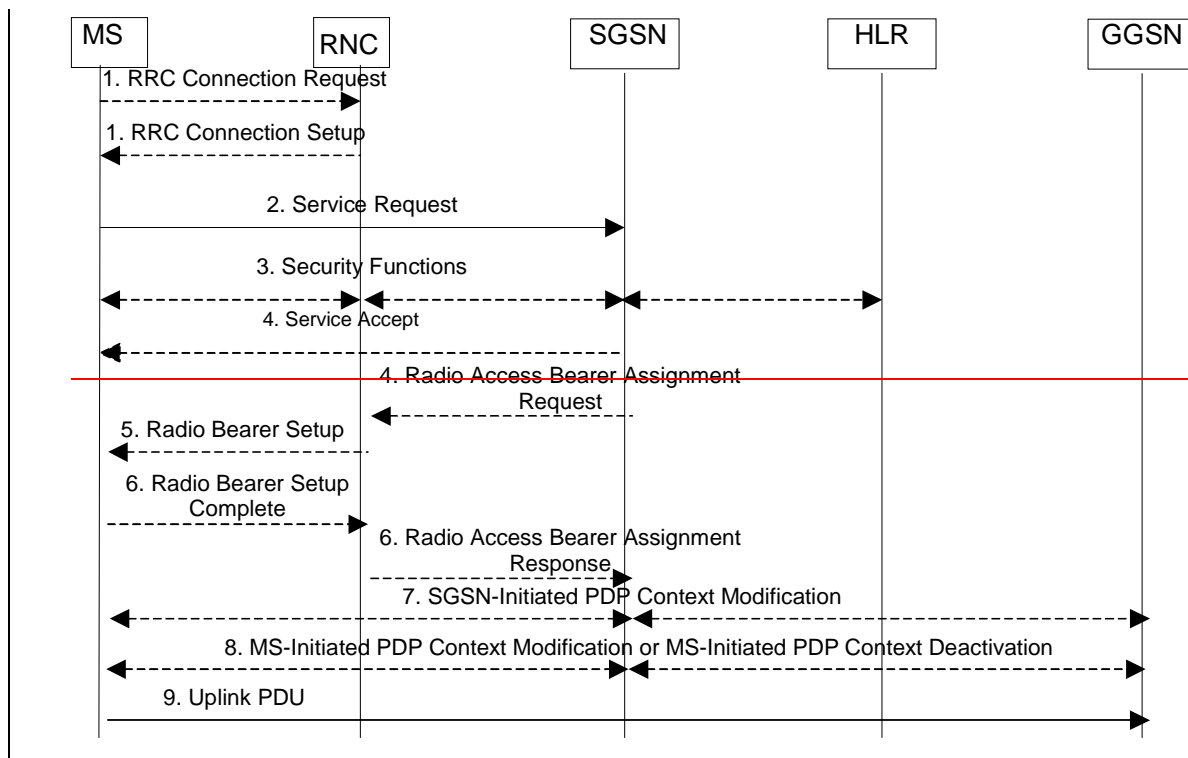 MS RNC SGSN HLR GGSN
1. RRC Connection Request
1. RRC Connection Setup
2. Service Request
3. Security Functions
4. Service Accept
4. Radio Access Bearer Assignment
Request
5. Radio Bearer Setup
6. Radio Bearer Setup
Complete
6. Radio Access Bearer Assignment
Response
7. SGSN-Initiated PDP Context Modification
8. MS-Initiated PDP Context Modification or MS-Initiated PDP Context Deactivation
9. Uplink PDU